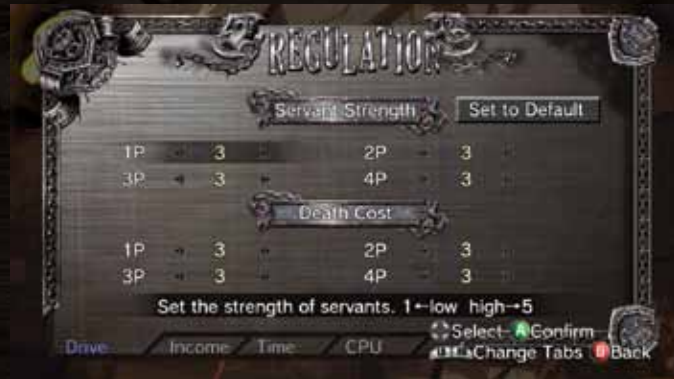 REGULATION
Servant Strength
Set to Default
1P 3 2P 3
3P 3 4P 3
Death Cost
1P 3 2P 3
3P 3 4P 3
Set the strength of servants. 1←low high→5
Select A Confirm
Drive Income Time CPU
Change Tabs B Back